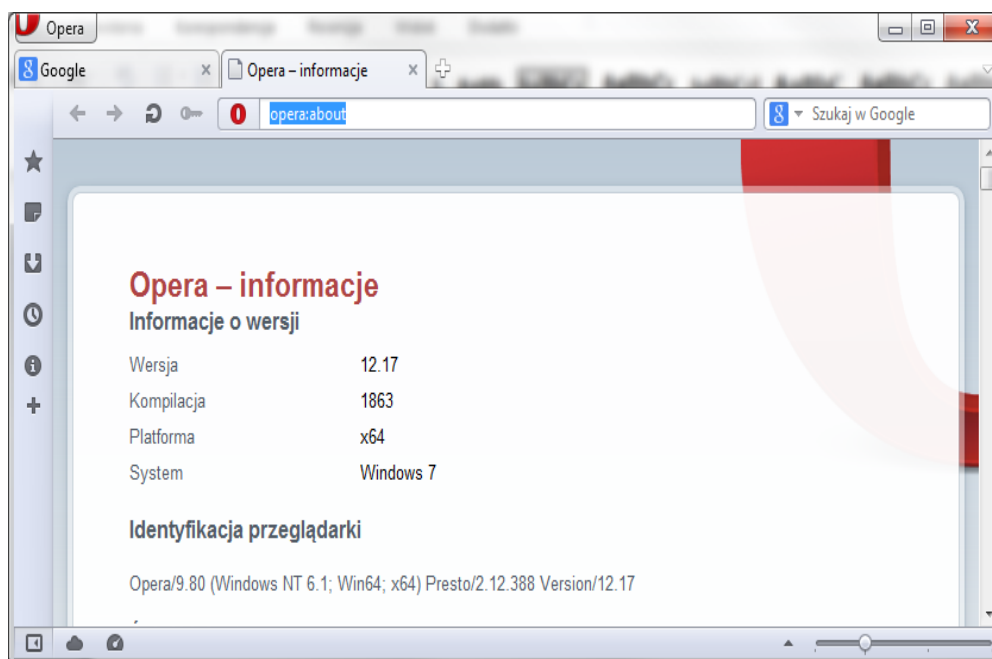 Opera
Google
Opera – informacje
opera:about
Szukaj w Google
Opera – informacje
Informacje o wersji
Wersja 12.17
Kompilacja 1863
Platforma x64
System Windows 7
Identyfikacja przeglądarki
Opera/9.80 (Windows NT 6.1; Win64; x64) Presto/2.12.388 Version/12.17